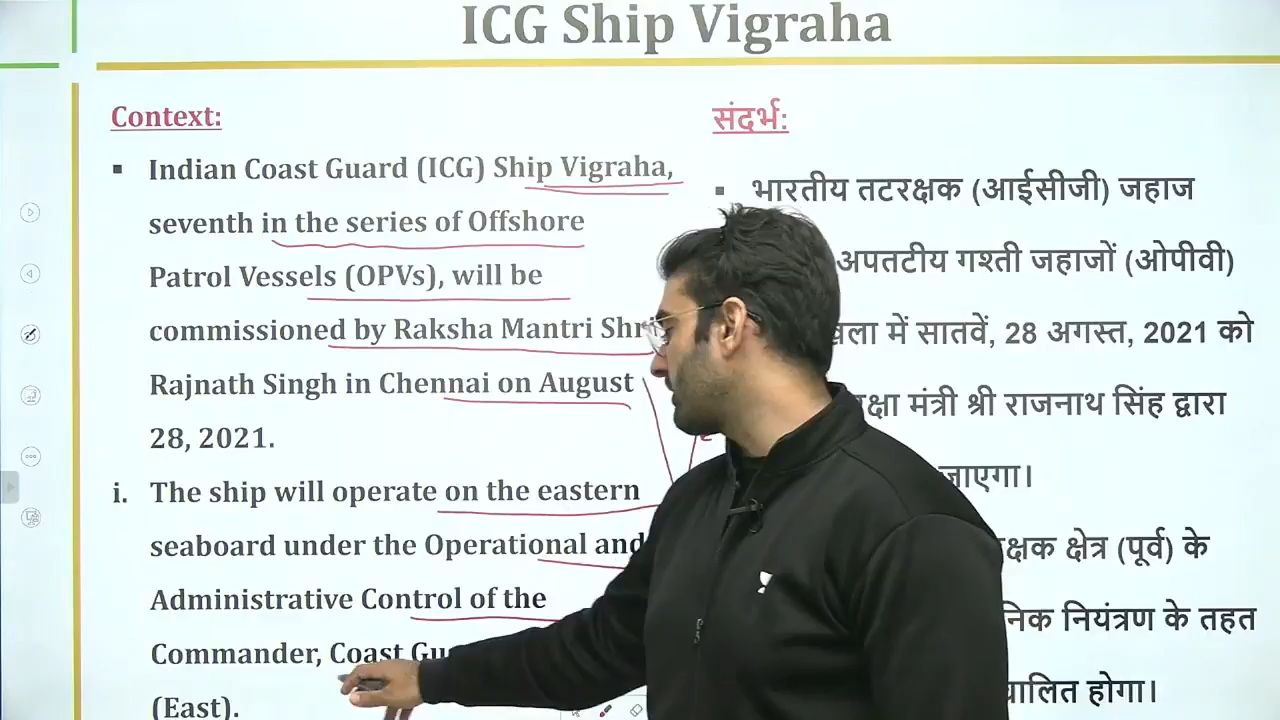 ICG Ship Vigraha
Context:
▪ Indian Coast Guard (ICG) Ship Vigraha,
seventh in the series of Offshore
Patrol Vessels (OPVs), will be
commissioned by Raksha Mantri Shr
Rajnath Singh in Chennai on August
28, 2021.
i. The ship will operate on the eastern
seaboard under the Operational and
Administrative Control of the
Commander, Coast Gu
(East).
संदर्भ:
▪ भारतीय तटरक्षक (आईसीजी) जहाज
अपतटीय गश्ती जहाजों (ओपीवी)
में सातवें, 28 अगस्त, 2021 को
मंत्री श्री राजनाथ सिंह द्वारा
जाएगा।
क्षेत्र (पूर्व) के
नियंत्रण के तहत
होगा।